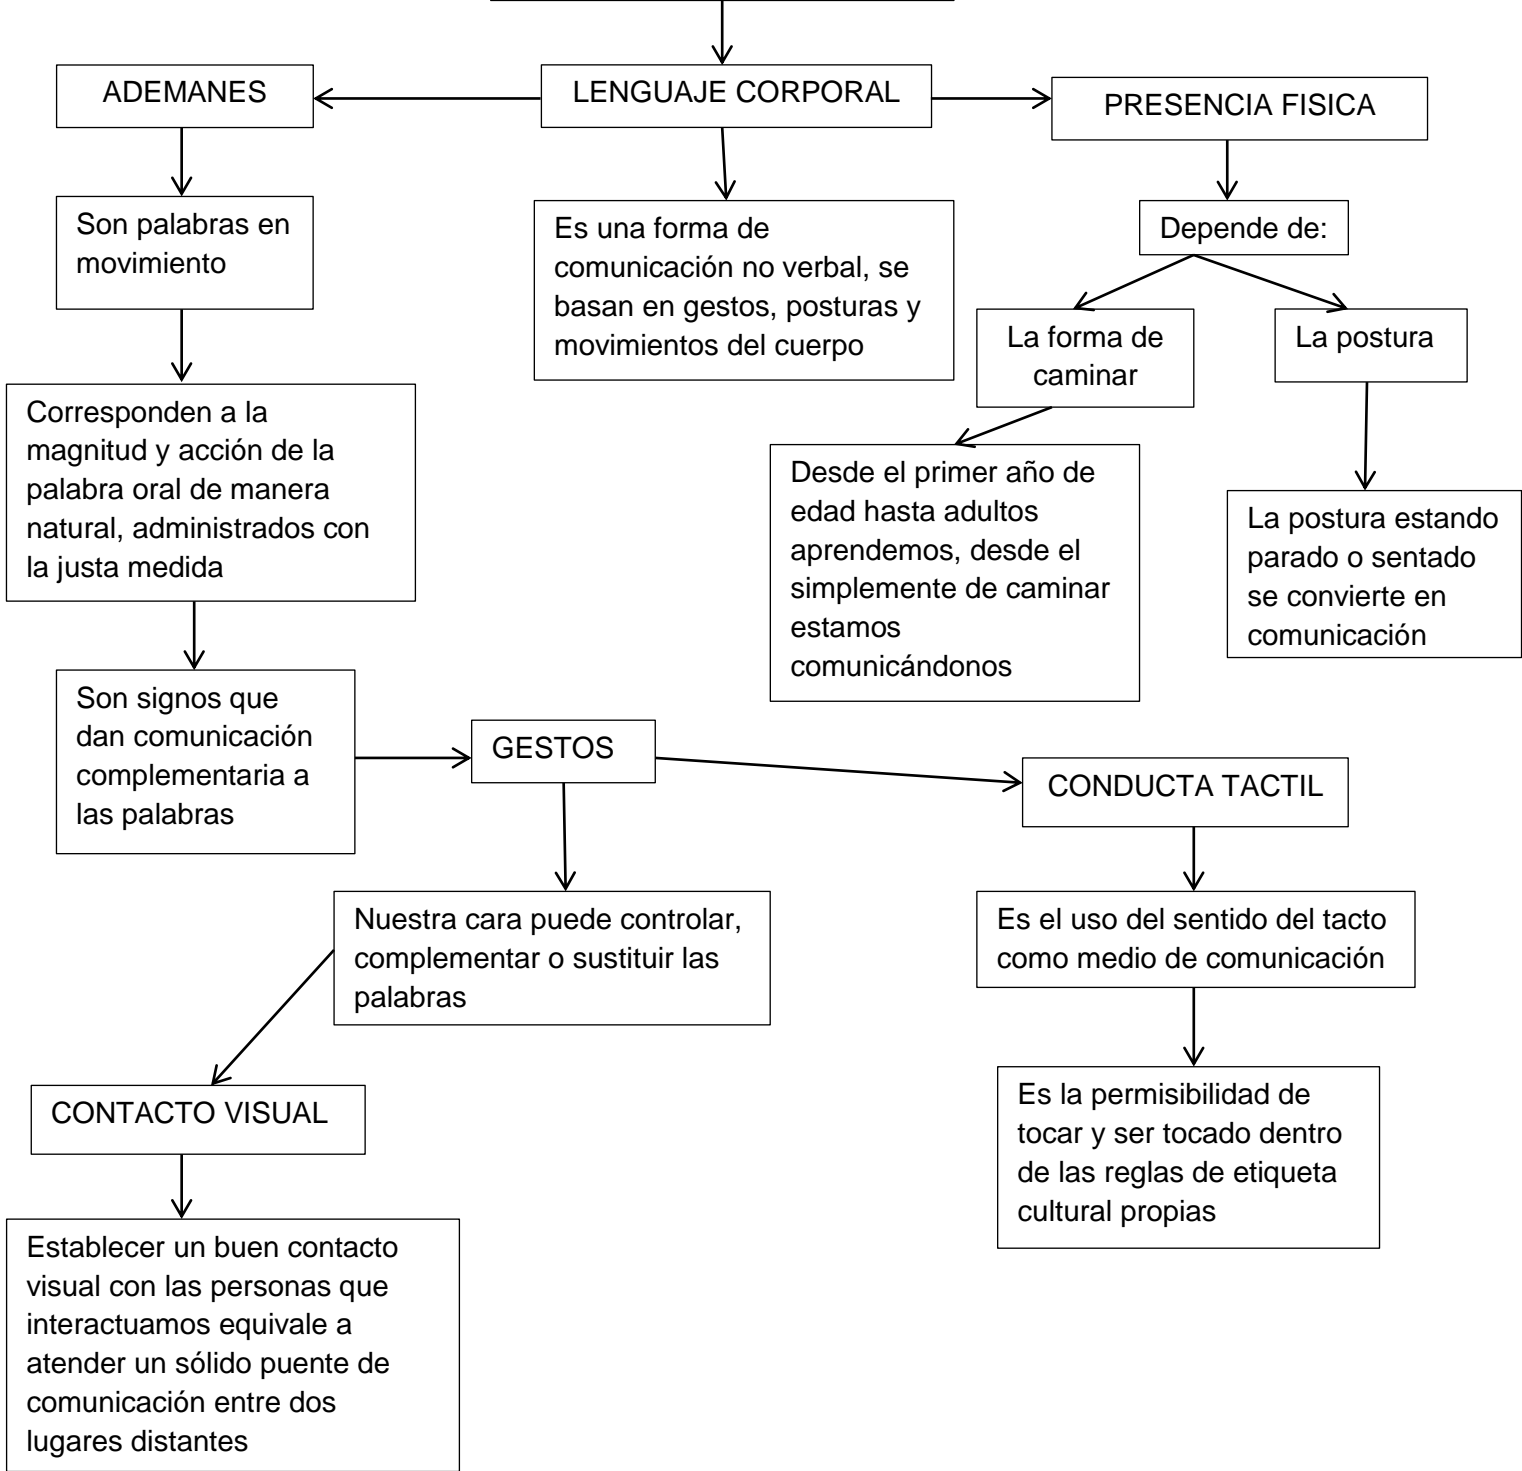 ADEMANES
LENGUAJE CORPORAL
PRESENCIA FISICA
Son palabras en
movimiento
Es una forma de
comunicación no verbal, se
basan en gestos, posturas y
movimientos del cuerpo
Depende de:
La forma de
caminar
La postura
Corresponden a la
magnitud y acción de la
palabra oral de manera
natural, administrados con
la justa medida
Desde el primer año de
edad hasta adultos
aprendemos, desde el
simplemente de caminar
estamos
comunicándonos
La postura estando
parado o sentado
se convierte en
comunicación
Son signos que
dan comunicación
complementaria a
las palabras
GESTOS
CONDUCTA TACTIL
Nuestra cara puede controlar,
complementar o sustituir las
palabras
Es el uso del sentido del tacto
como medio de comunicación
CONTACTO VISUAL
Es la permisibilidad de
tocar y ser tocado dentro
de las reglas de etiqueta
cultural propias
Establecer un buen contacto
visual con las personas que
interactuamos equivale a
atender un sólido puente de
comunicación entre dos
lugares distantes